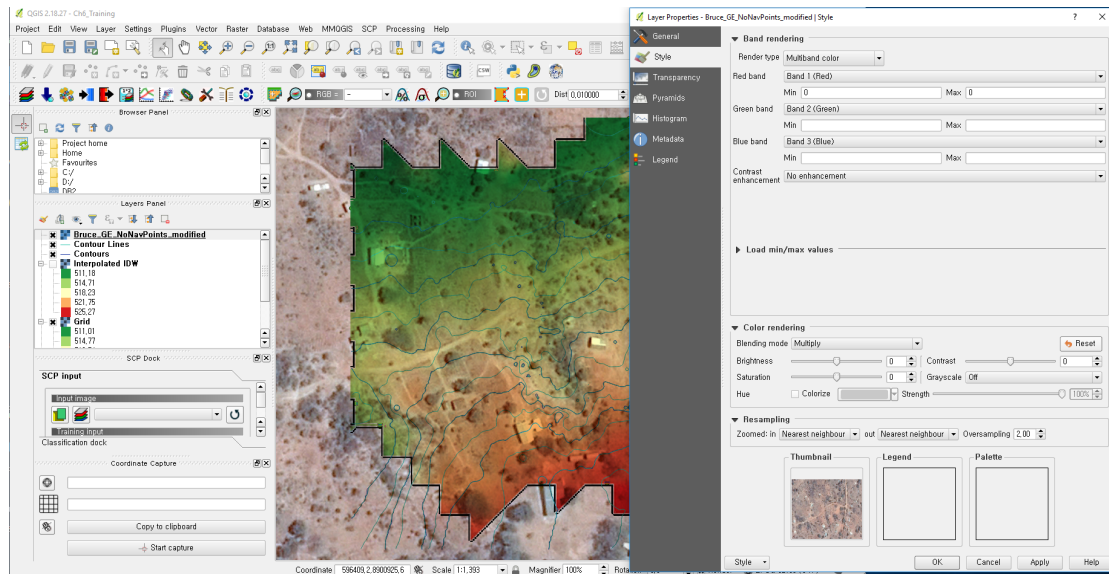 QGIS 2.18.27 - Ch6_Training
Project Edit View Layer Settings Plugins Vector Raster Database Web MMQGIS SCP Processing Help
CSW
RGB = -
ROI
Dist 0,010000
Browser Panel
Project home
Home
Favourites
C:/
D:/
DB2
Layers Panel
Bruce_GE_NoNavPoints_modified
Contour Lines
Contours
Interpolated IDW
511,18
514,71
518,23
521,75
525,27
Grid
511,01
514,77
SCP Dock
SCP input
Input image
Training input
Classification dock
Coordinate Capture
Copy to clipboard
Start capture
Coordinate 596409,2,8900925,6 Scale 1:1,393 Magnifier 100%
Layer Properties - Bruce_GE_NoNavPoints_modified | Style
? X
General
Style
Transparency
Pyramids
Histogram
Metadata
Legend
Band rendering
Render type Multiband color
Red band Band 1 (Red)
Min 0 Max 0
Green band Band 2 (Green)
Min Max
Blue band Band 3 (Blue)
Min Max
Contrast enhancement No enhancement
Load min/max values
Color rendering
Blending mode Multiply Reset
Brightness 0 Contrast 0
Saturation 0 Grayscale Off
Hue Colorize Strength 100%
Resampling
Zoomed: in Nearest neighbour out Nearest neighbour Oversampling 2.00
Thumbnail Legend Palette
Style OK Cancel Apply Help